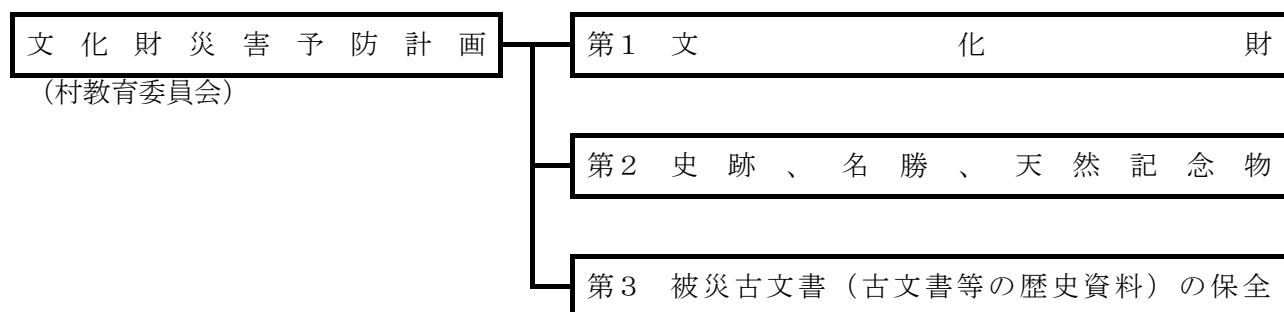 文化財災害予防計画
（村教育委員会）
第１ 文化財
第２ 史跡、名勝、天然記念物
第３ 被災古文書（古文書等の歴史資料）の保全